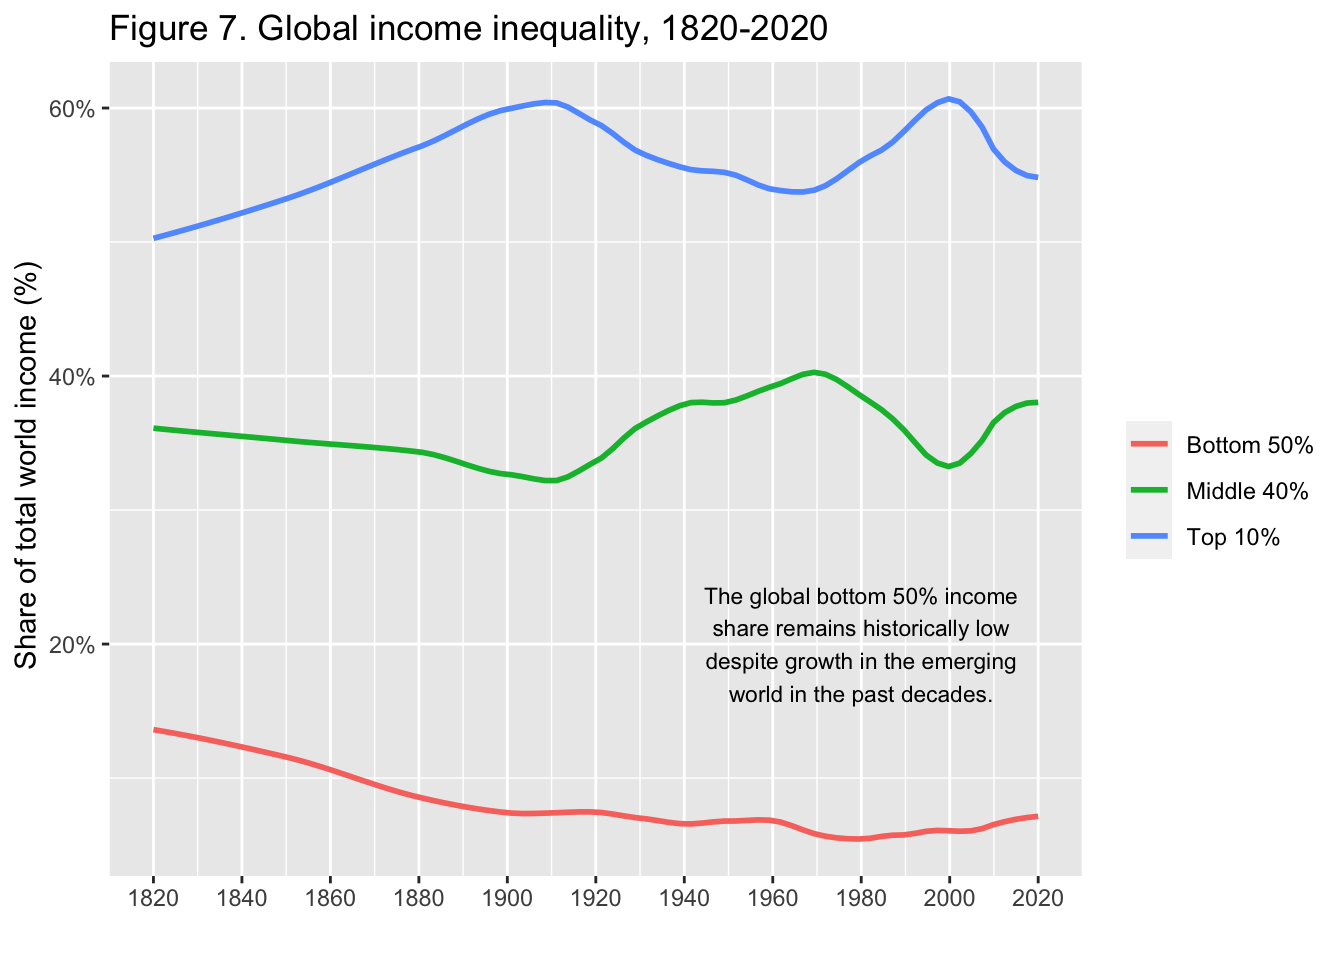 Figure 7. Global income inequality, 1820-2020
Share of total world income (%)
60%
40%
20%
The global bottom 50% income
share remains historically low
despite growth in the emerging
world in the past decades.
1820 1840 1860 1880 1900 1920 1940 1960 1980 2000 2020
Bottom 50%
Middle 40%
Top 10%